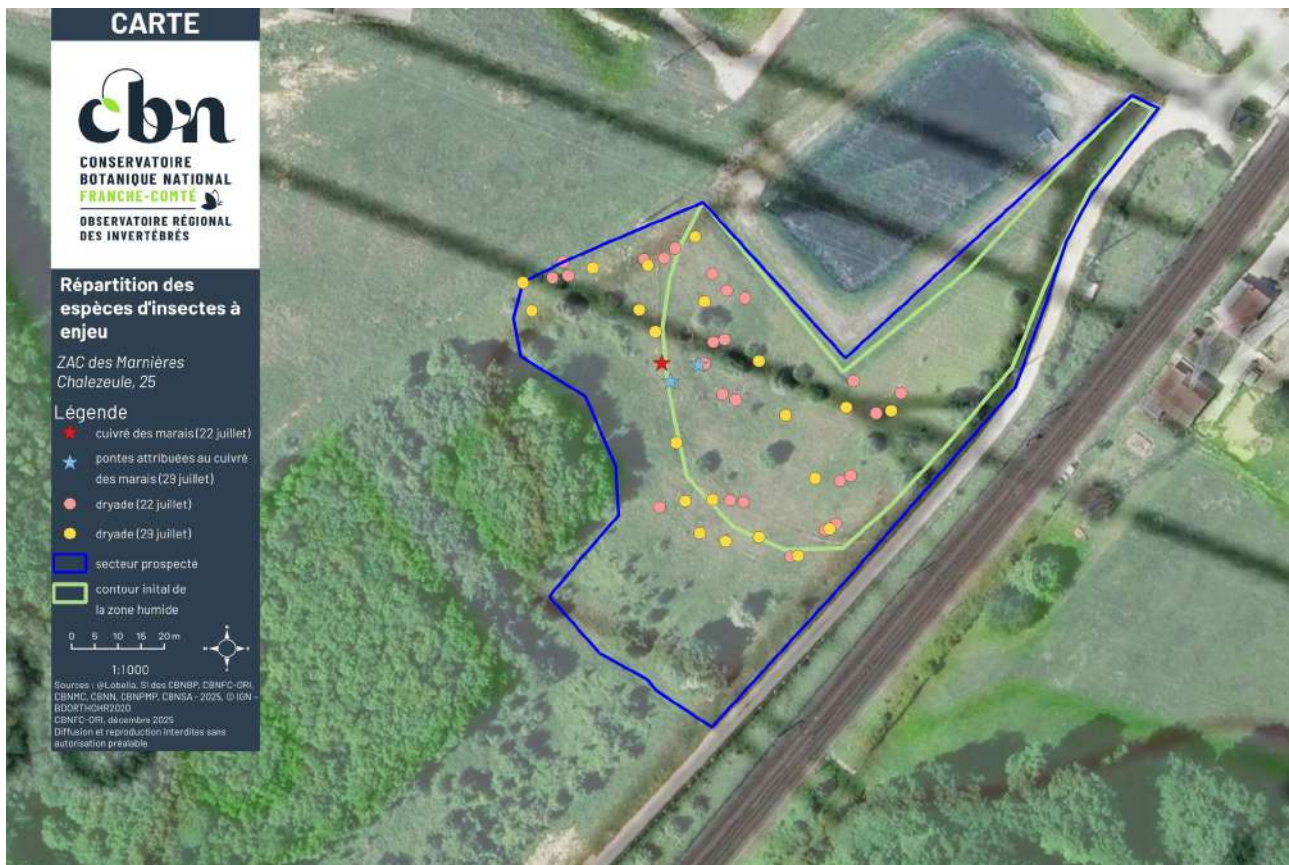 CARTE
cbn
CONSERVATOIRE
BOTANIQUE NATIONAL
FRANCHE-COMTÉ
OBSERVATOIRE RÉGIONAL
DES INVERTÉBRÉS
Répartition des
espèces d'insectes à
enjeu
ZAC des Marnières
Chalezeule, 25
Légende
cuivré des marais (22 juillet)
pontes attribuées au cuivré
des marais (29 juillet)
dryade (22 juillet)
dryade (29 juillet)
secteur prospecté
contour inital de
la zone humide
0 5 10 15 20 m
1:1000
Sources : @Lobelia, SI des CBNBP, CBNFC-ORI,
CBNMC, CBNN, CBNPMP, CBNSA - 2025, © IGN -
BDORTHOHR2020
CBNFC-ORI, décembre 2025
Diffusion et reproduction interdites sans
autorisation préalable